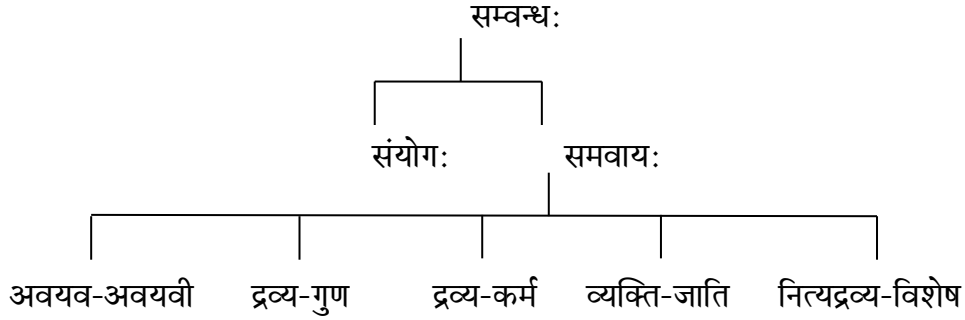 सम्वन्ध:
संयोग: समवाय:
अवयव-अवयवी द्रव्य-गुण द्रव्य-कर्म व्यक्ति-जाति नित्यद्रव्य-विशेष